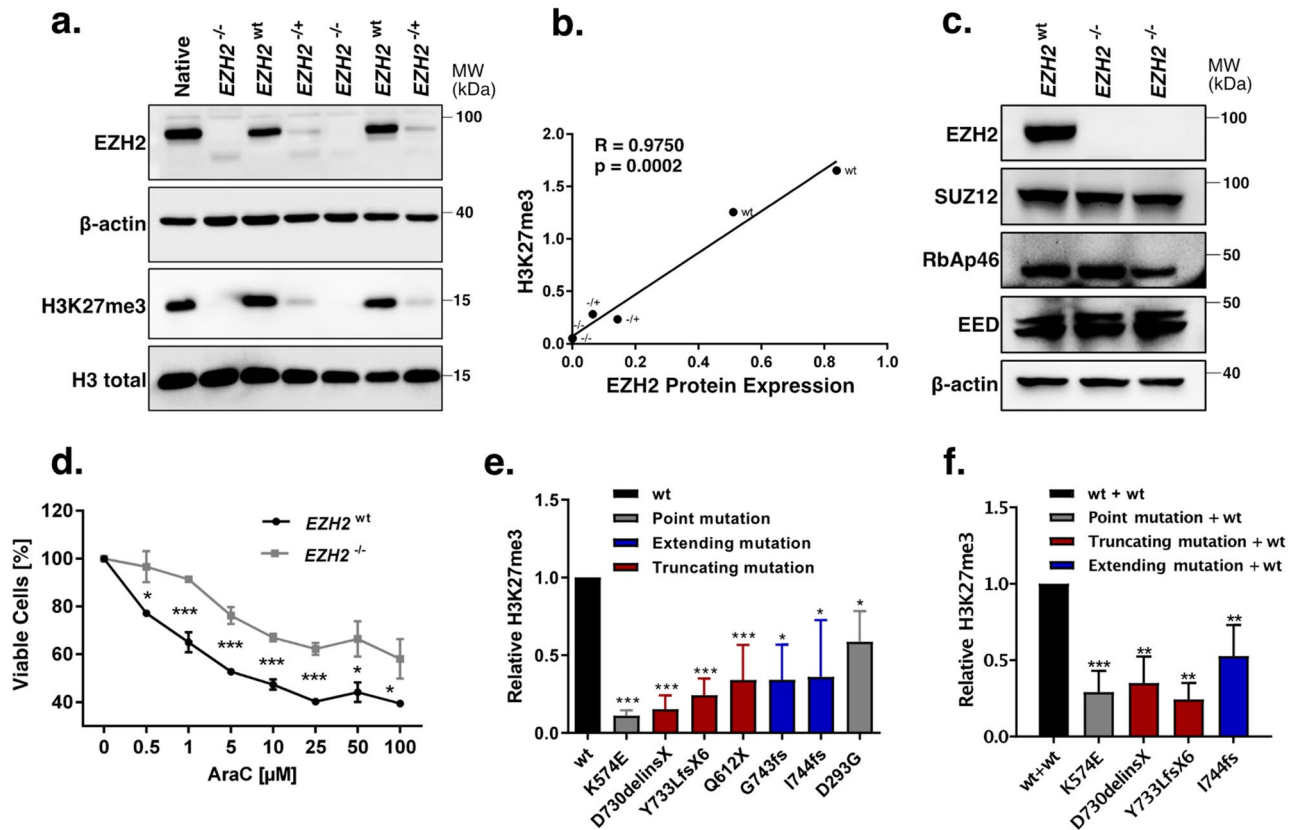 a.
Native
EZH2 -/-
EZH2 wt
EZH2 -/+
EZH2 -/-
EZH2 wt
EZH2 -/+
MW
(kDa)
EZH2
100
β-actin
40
H3K27me3
15
H3 total
15
b.
R = 0.9750
p = 0.0002
H3K27me3
2.0
1.5
1.0
0.5
0.0
wt
wt
-/+
-/+
-/-
-/-
0.0 0.2 0.4 0.6 0.8 1.0
EZH2 Protein Expression
c.
EZH2 wt
EZH2 -/-
EZH2 -/-
MW
(kDa)
EZH2
100
SUZ12
100
RbAp46
50
EED
50
β-actin
40
d.
Viable Cells [%]
120
100
80
60
40
EZH2 wt
EZH2 -/-
*
***
***
***
***
*
*
0 0.5 1 5 10 25 50 100
AraC [µM]
e.
wt
Point mutation
Extending mutation
Truncating mutation
Relative H3K27me3
1.5
1.0
0.5
0.0
***
***
***
***
*
*
*
wt
K574E
D730delinsX
Y733LfsX6
Q612X
G743fs
I744fs
D293G
f.
wt + wt
Point mutation + wt
Truncating mutation + wt
Extending mutation + wt
Relative H3K27me3
1.5
1.0
0.5
0.0
***
**
**
**
wt+wt
K574E
D730delinsX
Y733LfsX6
I744fs